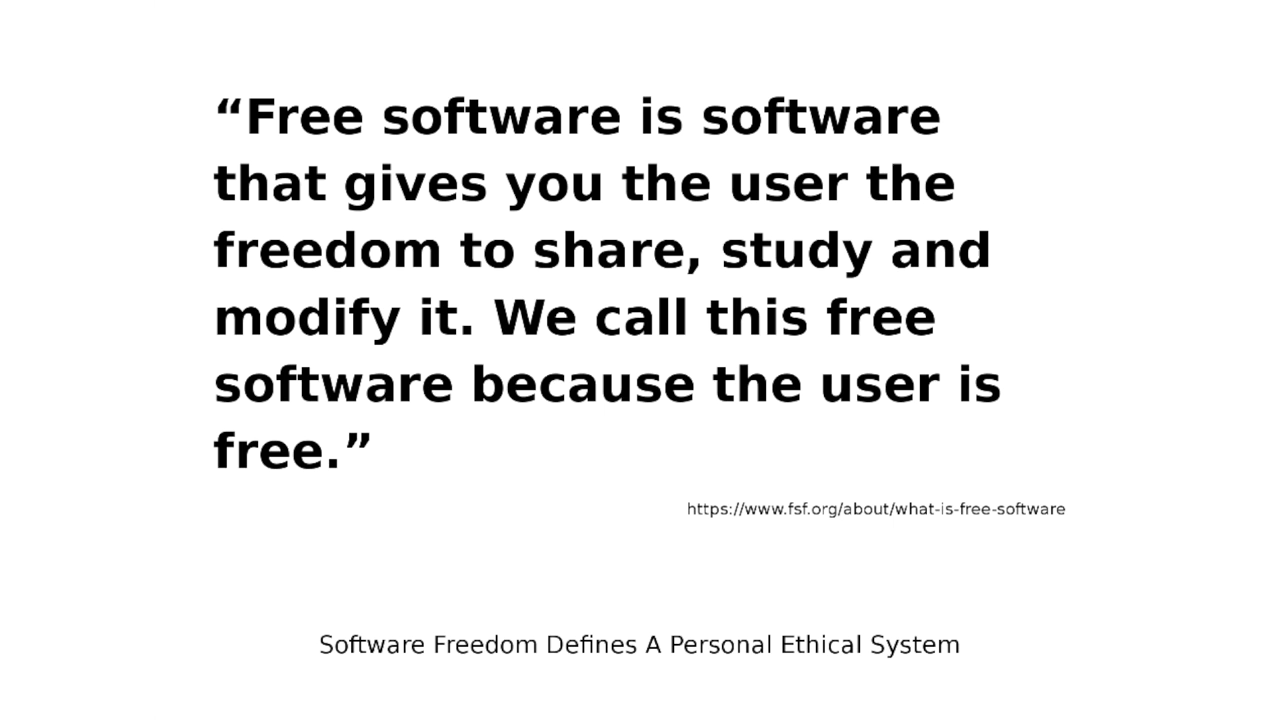 “Free software is software
that gives you the user the
freedom to share, study and
modify it. We call this free
software because the user is
free.”
https://www.fsf.org/about/what-is-free-software
Software Freedom Defines A Personal Ethical System